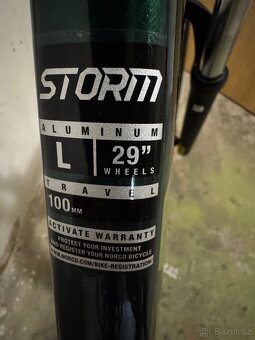 STORM
ALUMINUM
L
29"
WHEELS
TRAVEL
100MM
ACTIVATE WARRANTY
PROTECT YOUR INVESTMENT
AND REGISTER YOUR NORCO BICYCLE
WWW.NORCO.COM/BIKE-REGISTRATION/
Bazoš.cz